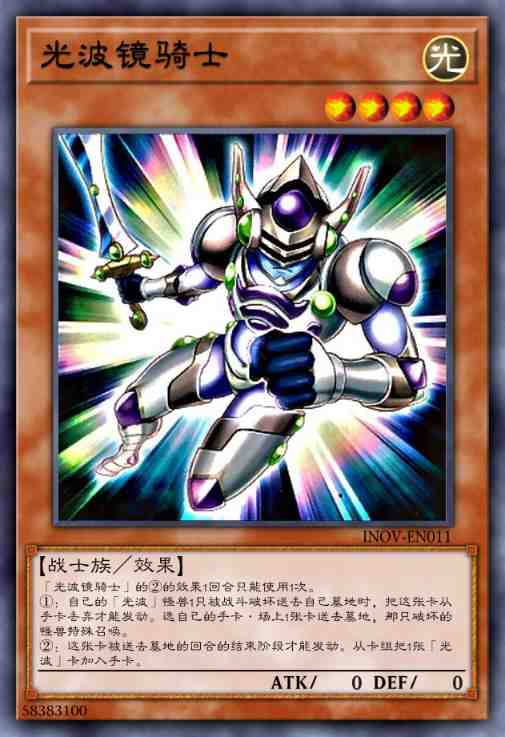 光波镜骑士
光
INOV-EN011
【战士族／效果】
「光波镜骑士」的②的效果1回合只能使用1次。
①：自己的「光波」怪兽1只被战斗破坏送去自己墓地时，把这张卡从
手卡丢弃才能发动。选自己的手卡·场上1张卡送去墓地，那只破坏的
怪兽特殊召唤。
②：这张卡被送去墓地的回合的结束阶段才能发动。从卡组把1张「光
波」卡加入手卡。
ATK/ 0 DEF/ 0
58383100